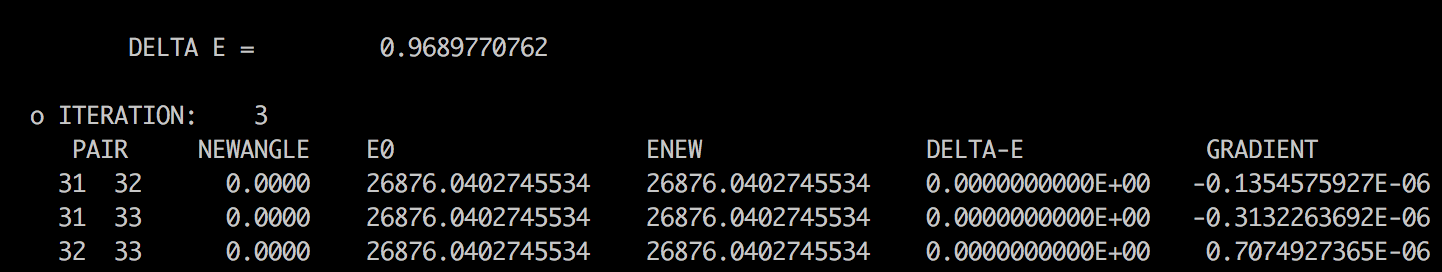 DELTA E = 0.9689770762
o ITERATION: 3
PAIR NEWANGLE E0 ENEW DELTA-E GRADIENT
31 32 0.0000 26876.0402745534 26876.0402745534 0.0000000000E+00 -0.1354575927E-06
31 33 0.0000 26876.0402745534 26876.0402745534 0.0000000000E+00 -0.3132263692E-06
32 33 0.0000 26876.0402745534 26876.0402745534 0.0000000000E+00 0.7074927365E-06